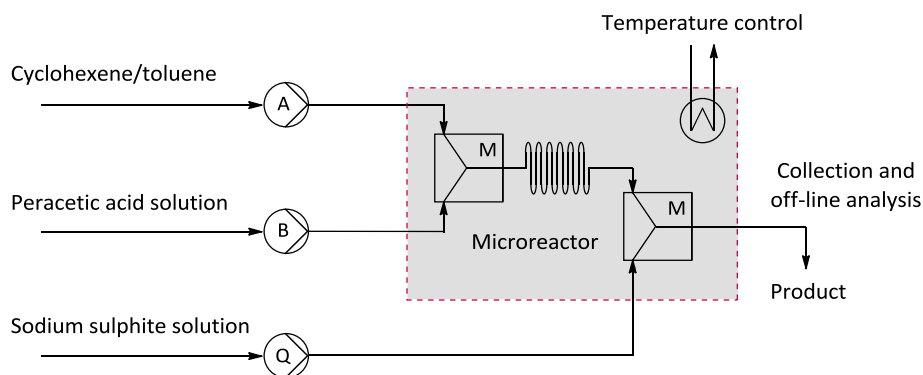 Temperature control
Cyclohexene/toluene
A
M
Collection and
off-line analysis
Peracetic acid solution
B
M
Microreactor
Product
Sodium sulphite solution
Q